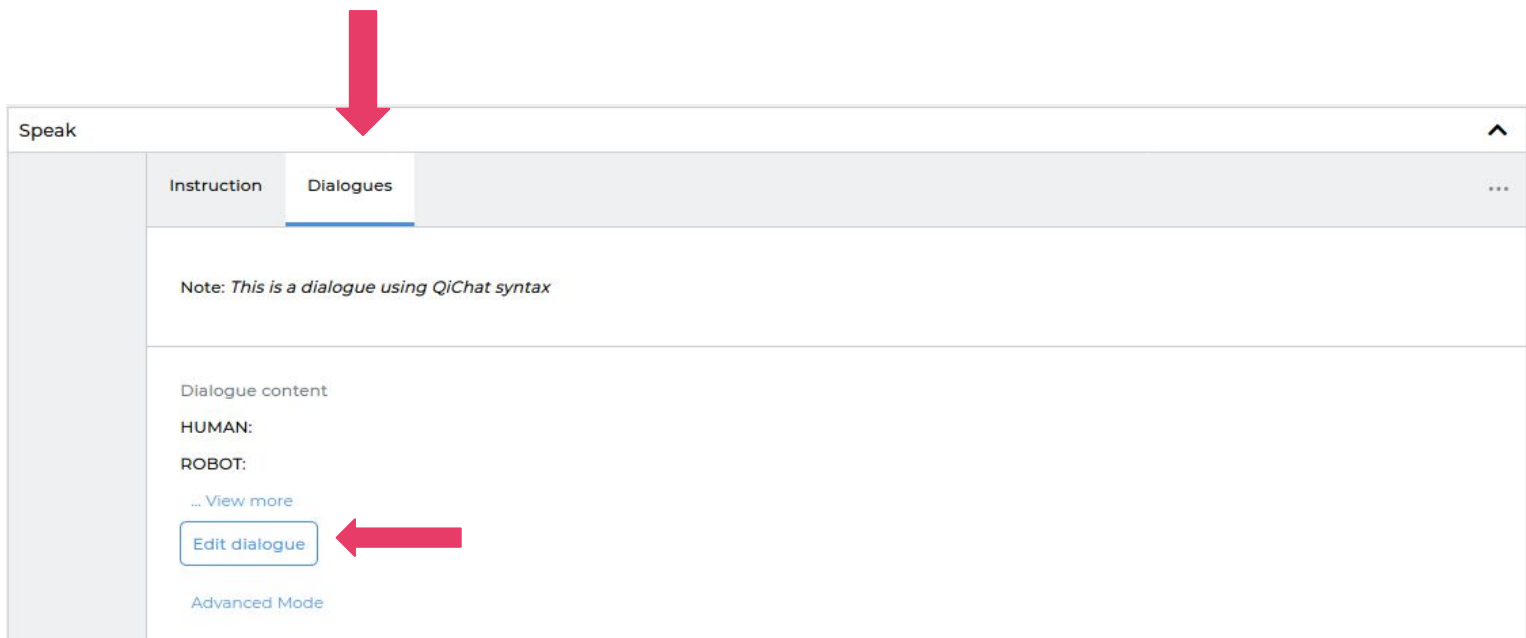 Speak
Instruction Dialogues
...
Note: This is a dialogue using QiChat syntax
Dialogue content
HUMAN:
ROBOT:
... View more
Edit dialogue
Advanced Mode